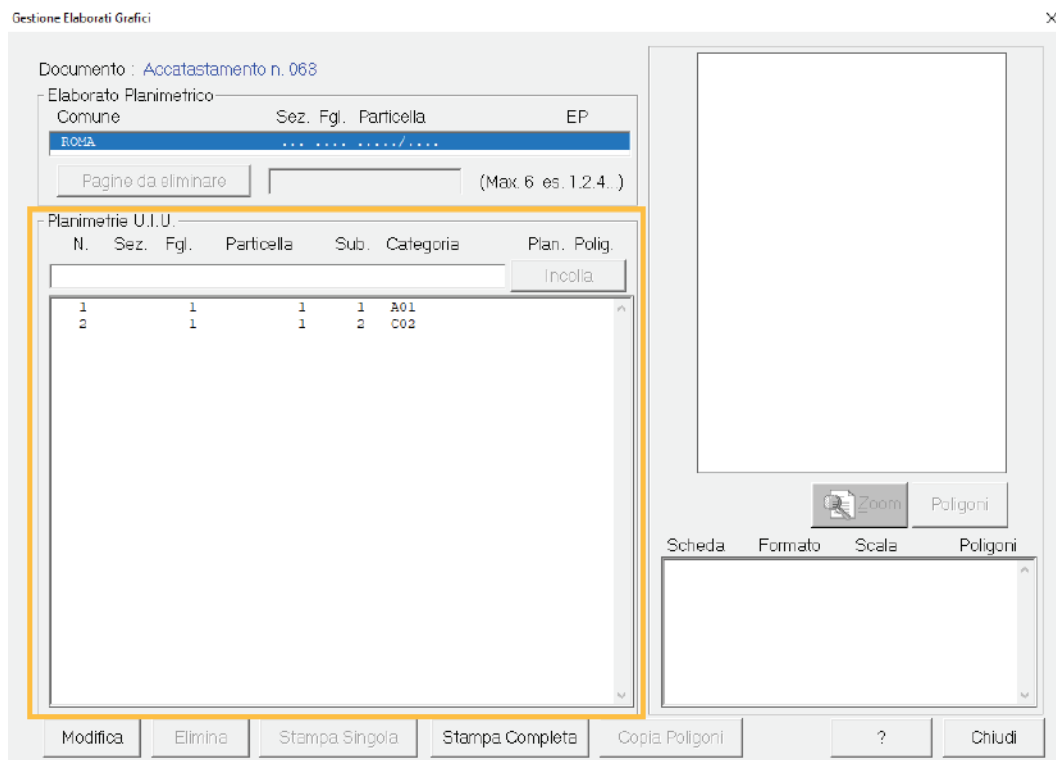 Gestione Elaborati Grafici
Documento : Accatastamento n. 063
Elaborato Planimetrico
Comune Sez. Fgl. Particella EP
ROMA ... .... ...../....
Pagine da eliminare (Max. 6 es. 1,2,4...)
Planimetrie U.I.U.
N. Sez. Fgl. Particella Sub. Categoria Plan. Polig.
Incolla
1 1 1 1 A01
2 1 1 2 C02
Zoom Poligoni
Scheda Formato Scala Poligoni
Modifica Elimina Stampa Singola Stampa Completa Copia Poligoni ? Chiudi